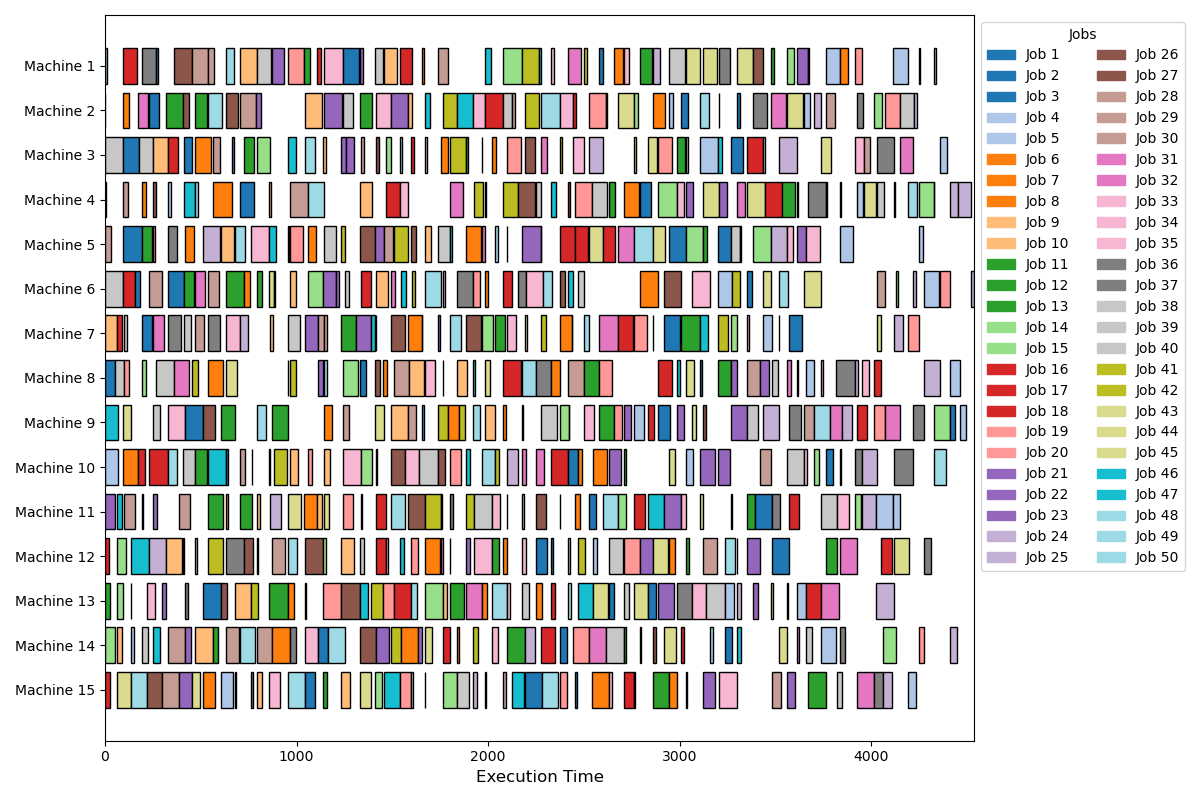 Machine 1
Machine 2
Machine 3
Machine 4
Machine 5
Machine 6
Machine 7
Machine 8
Machine 9
Machine 10
Machine 11
Machine 12
Machine 13
Machine 14
Machine 15
0 1000 2000 3000 4000
Execution Time
Jobs
Job 1 Job 26
Job 2 Job 27
Job 3 Job 28
Job 4 Job 29
Job 5 Job 30
Job 6 Job 31
Job 7 Job 32
Job 8 Job 33
Job 9 Job 34
Job 10 Job 35
Job 11 Job 36
Job 12 Job 37
Job 13 Job 38
Job 14 Job 39
Job 15 Job 40
Job 16 Job 41
Job 17 Job 42
Job 18 Job 43
Job 19 Job 44
Job 20 Job 45
Job 21 Job 46
Job 22 Job 47
Job 23 Job 48
Job 24 Job 49
Job 25 Job 50